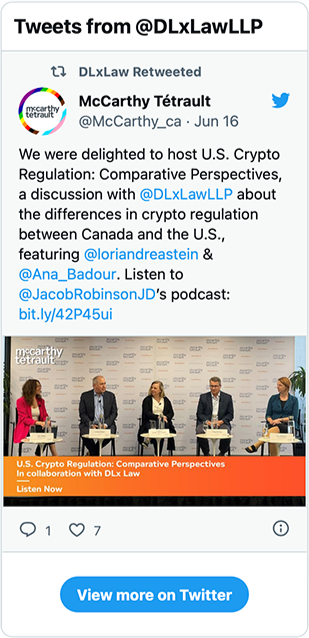 Tweets from @DLxLawLLP
DLxLaw Retweeted
mccarthy
tetrault
McCarthy Tétrault
@McCarthy_ca · Jun 16
We were delighted to host U.S. Crypto
Regulation: Comparative Perspectives,
a discussion with @DLxLawLLP about
the differences in crypto regulation
between Canada and the U.S.,
featuring @loriandreastein &
@Ana_Badour. Listen to
@JacobRobinsonJD's podcast:
bit.ly/42P45ui
mccarthy
tetrault
U.S. Crypto Regulation: Comparative Perspectives
In collaboration with DLx Law
Listen Now
1 7
View more on Twitter